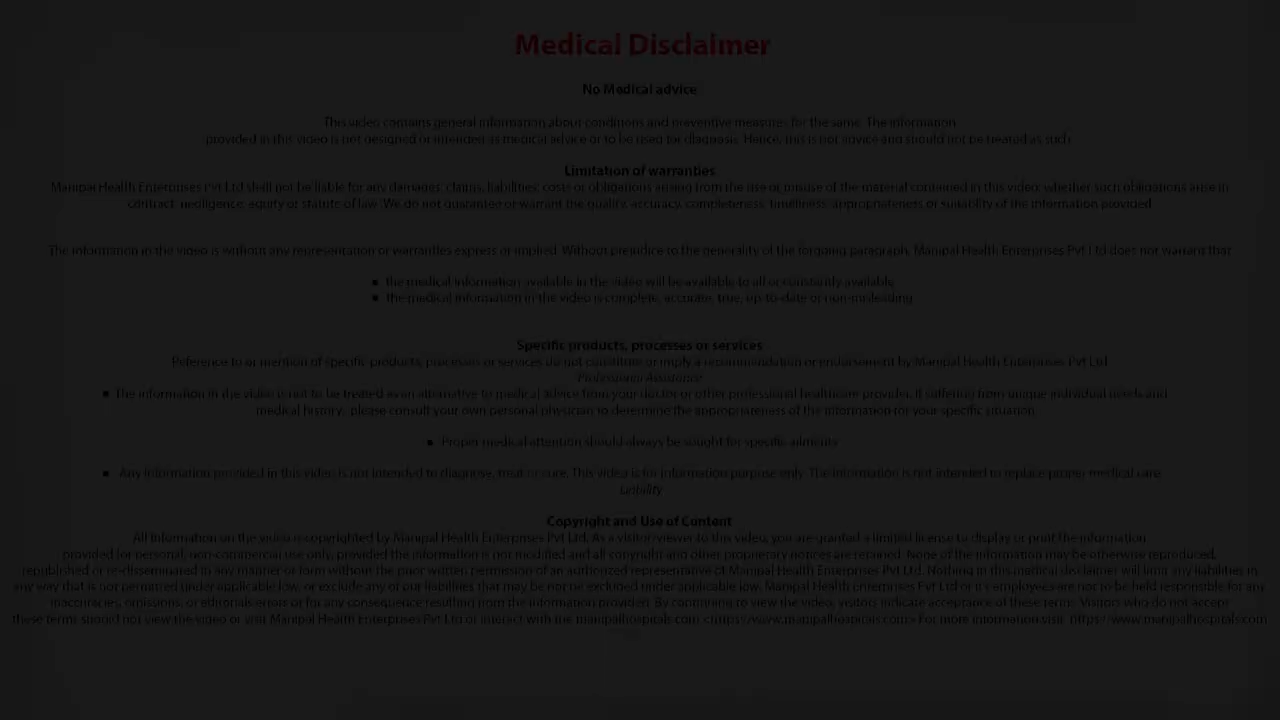 Medical Disclaimer
No Medical advice
This video contains general information about conditions and preventive measures for the same. The information
provided in this video is not designed or intended as medical advice or to be used for diagnosis. Hence, this is not advice and should not be treated as such
Limitation of warranties
Manipal Health Enterprises Pvt Ltd shall not be liable for any damages, claims, liabilities, costs or obligations arising from the use or misuse of the material contained in this video, whether such obligations arise in
contract, negligence, equity or statute of law. We do not guarantee or warrant the quality, accuracy, completeness, timeliness, appropriateness or suitability of the information provided
The information in the video is without any representation or warranties express or implied. Without prejudice to the generality of the forgoing paragraph, Manipal Health Enterprises Pvt Ltd does not warrant that
▪ the medical information available in the video will be available to all or constantly available
▪ the medical information in the video is complete, accurate, true, up-to-date or non-misleading
Specific products, processes or services
Reference to or mention of specific products, processes or services do not constitute or imply a recommendation or endorsement by Manipal Health Enterprises Pvt Ltd
Professional Assistance
▪ The information in the video is not to be treated as an alternative to medical advice from your doctor or other professional healthcare provider. If suffering from unique individual needs and
medical history, please consult your own personal physician to determine the appropriateness of the information for your specific situation
▪ Proper medical attention should always be sought for specific ailments
▪ Any information provided in this video is not intended to diagnose, treat or cure. This video is for information purpose only. The information is not intended to replace proper medical care
Liability
Copyright and Use of Content
All information on the video is copyrighted by Manipal Health Enterprises Pvt Ltd. As a visitor/viewer to this video, you are granted a limited license to display or print the information
provided for personal, non-commercial use only, provided the information is not modified and all copyright and other proprietary notices are retained. None of the information may be otherwise reproduced,
republished or re-disseminated in any manner or form without the prior written permission of an authorized representative of Manipal Health Enterprises Pvt Ltd. Nothing in this medical disclaimer will limit any liabilities in
any way that is not permitted under applicable low, or exclude any of our liabilities that may be not be excluded under applicable low. Manipal Health Enterprises Pvt Ltd or it's employees are not to be held responsible for any
inaccuracies, omissions, or editorials errors or for any consequence resulting from the information provided. By continuing to view the video, visitors indicate acceptance of these terms. Visitors who do not accept
these terms should not view the video or visit Manipal Health Enterprises Pvt Ltd or interact with the manipalhospitals.com <https://www.manipalhospitals.com> For more information visit: https://www.manipalhospitals.com